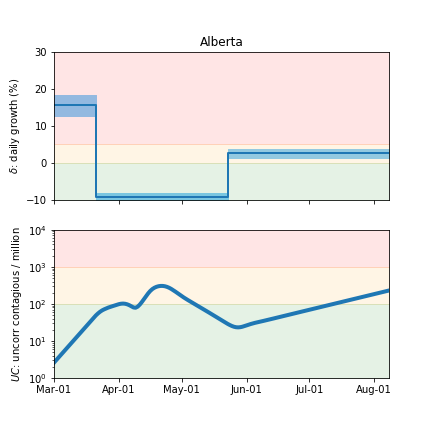 Alberta
30
20
10
0
−10
δ: daily growth (%)
10⁴
10³
10²
10¹
10⁰
UC: uncorr contagious / million
Mar-01 Apr-01 May-01 Jun-01 Jul-01 Aug-01